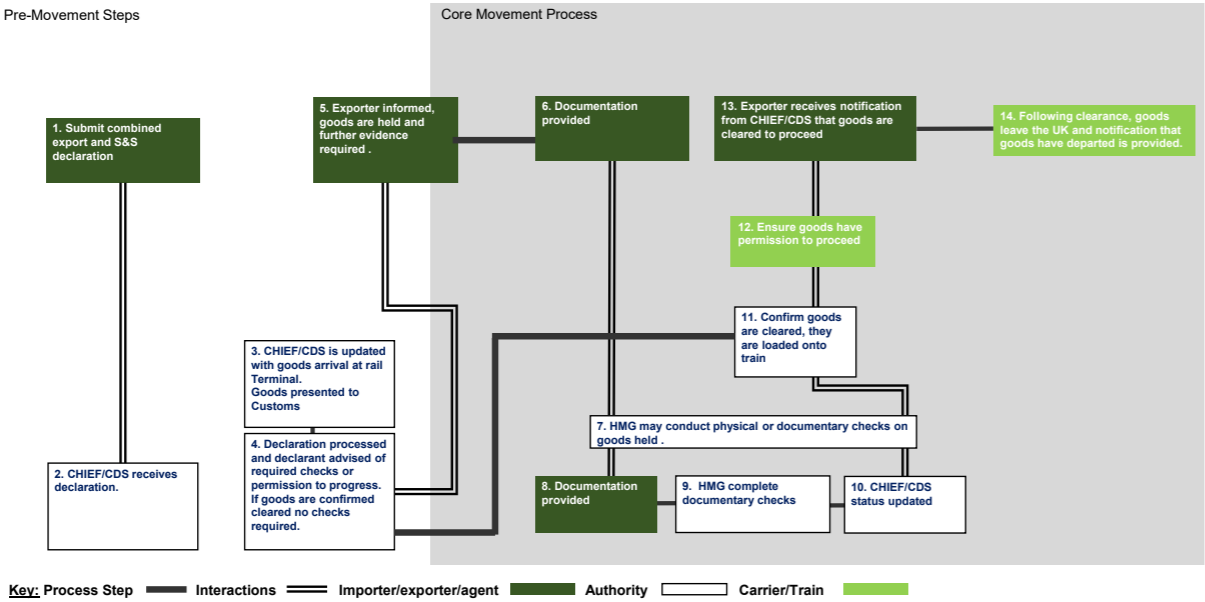 Pre-Movement Steps
Core Movement Process
1. Submit combined
export and S&S
declaration
2. CHIEF/CDS receives
declaration.
3. CHIEF/CDS is updated
with goods arrival at rail
Terminal.
Goods presented to
Customs
4. Declaration processed
and declarant advised of
required checks or
permission to progress.
If goods are confirmed
cleared no checks
required.
5. Exporter informed,
goods are held and
further evidence
required .
6. Documentation
provided
7. HMG may conduct physical or documentary checks on
goods held .
8. Documentation
provided
9. HMG complete
documentary checks
10. CHIEF/CDS
status updated
11. Confirm goods
are cleared, they
are loaded onto
train
12. Ensure goods have
permission to proceed
13. Exporter receives notification
from CHIEF/CDS that goods are
cleared to proceed
14. Following clearance, goods
leave the UK and notification that
goods have departed is provided.
Key: Process Step Interactions Importer/exporter/agent Authority Carrier/Train